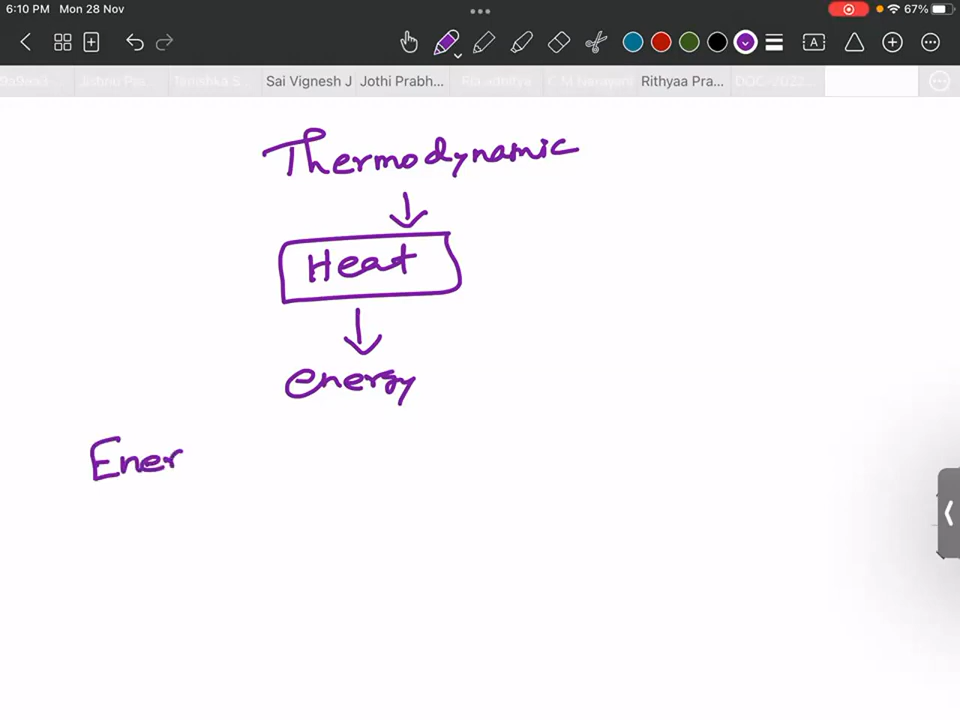 6:10 PM Mon 28 Nov
67%
Sai Vignesh J
Jothi Prabh...
Rithyaa Pra...
Thermodynamic
Heat
energy
Ener